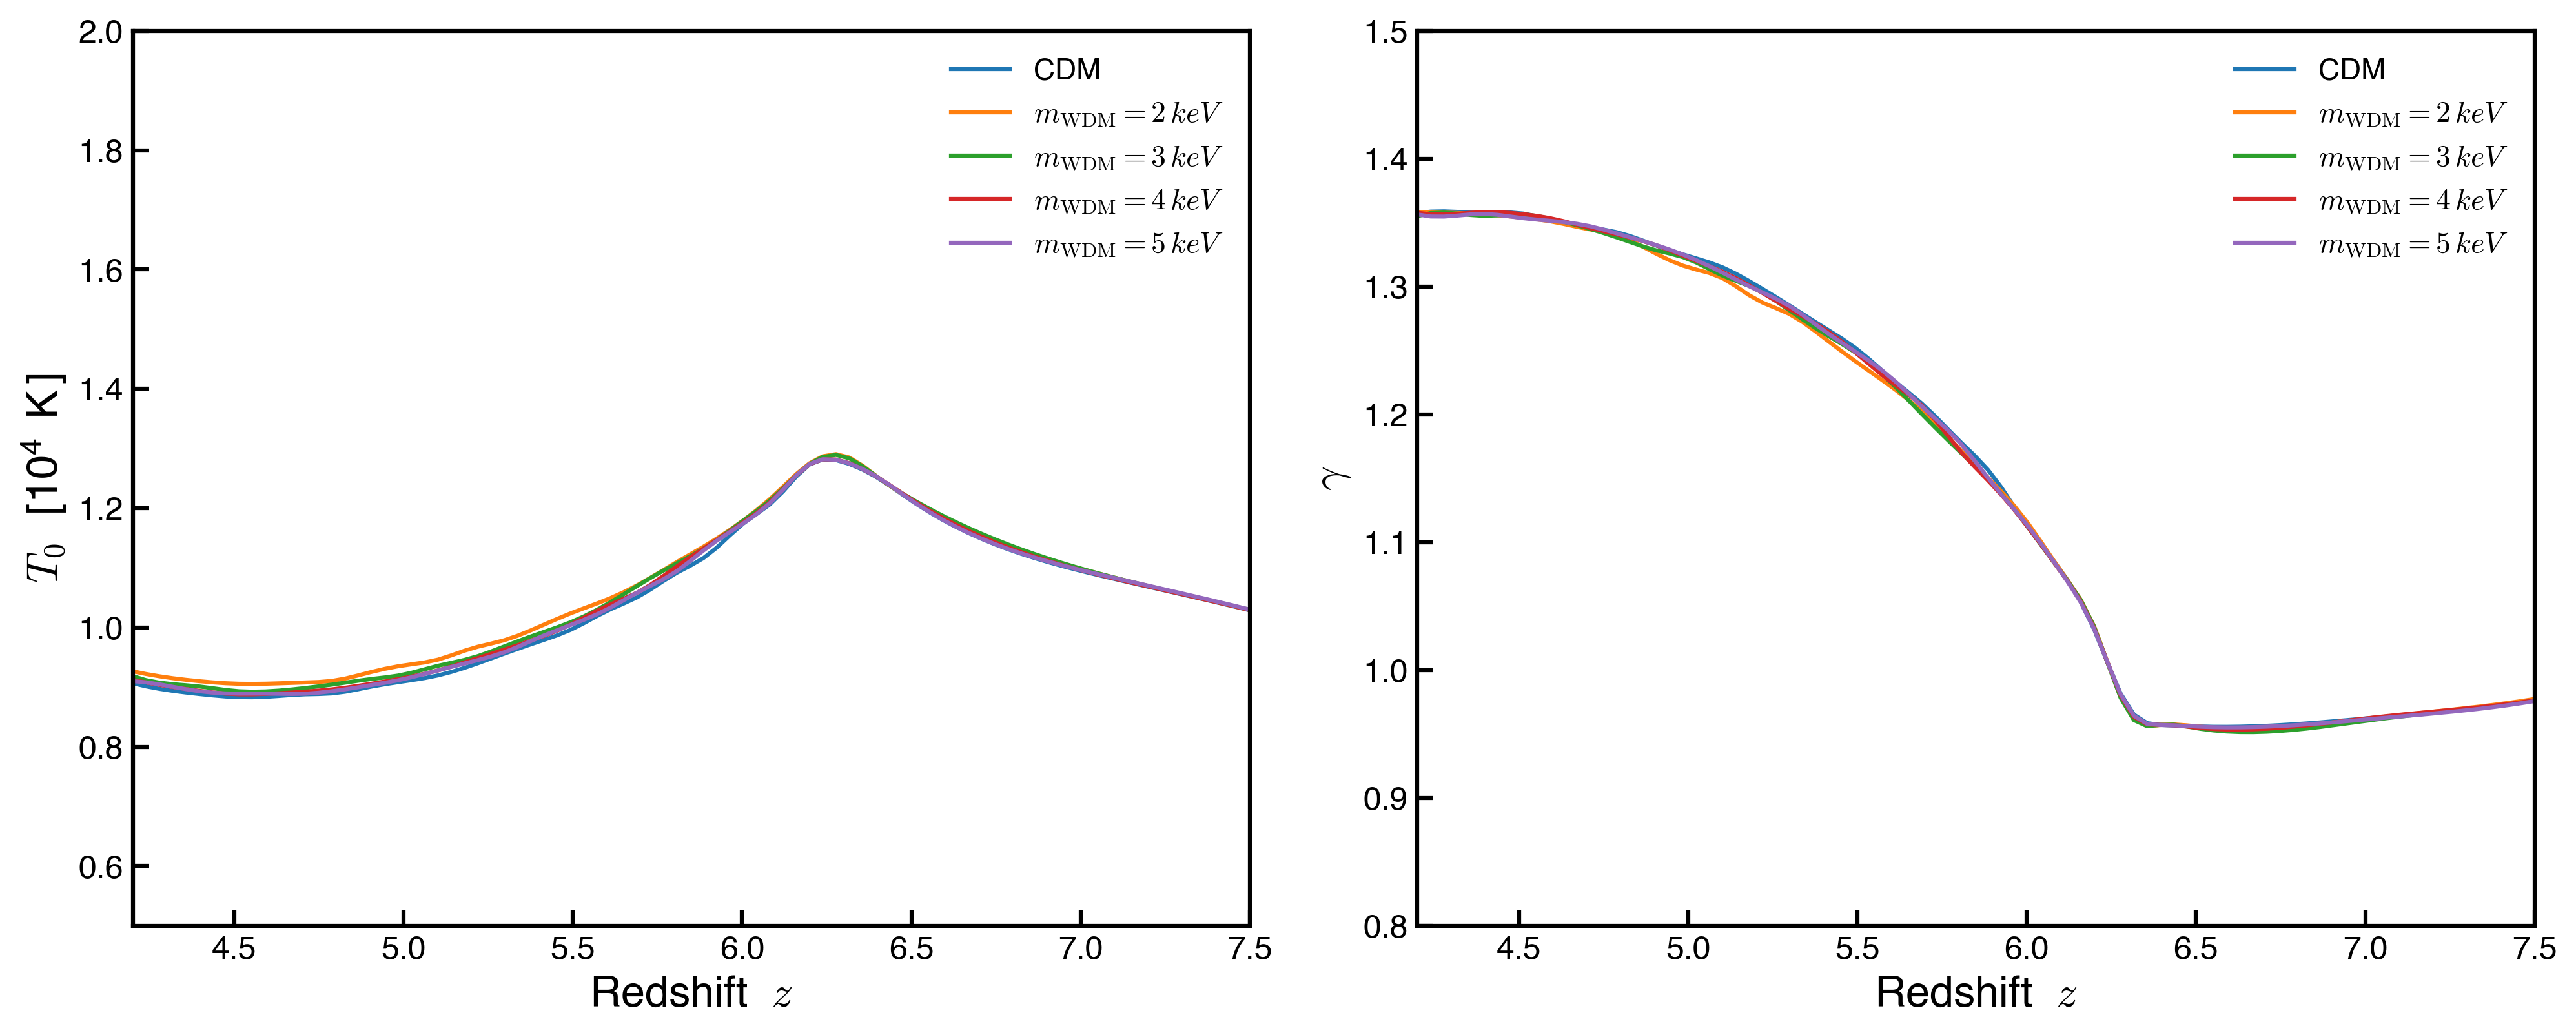 2.0
1.8
1.6
1.4
1.2
1.0
0.8
0.6
T₀ [10⁴ K]
4.5 5.0 5.5 6.0 6.5 7.0 7.5
Redshift z
CDM
m_WDM = 2 keV
m_WDM = 3 keV
m_WDM = 4 keV
m_WDM = 5 keV
1.5
1.4
1.3
1.2
1.1
1.0
0.9
0.8
γ
4.5 5.0 5.5 6.0 6.5 7.0 7.5
Redshift z
CDM
m_WDM = 2 keV
m_WDM = 3 keV
m_WDM = 4 keV
m_WDM = 5 keV